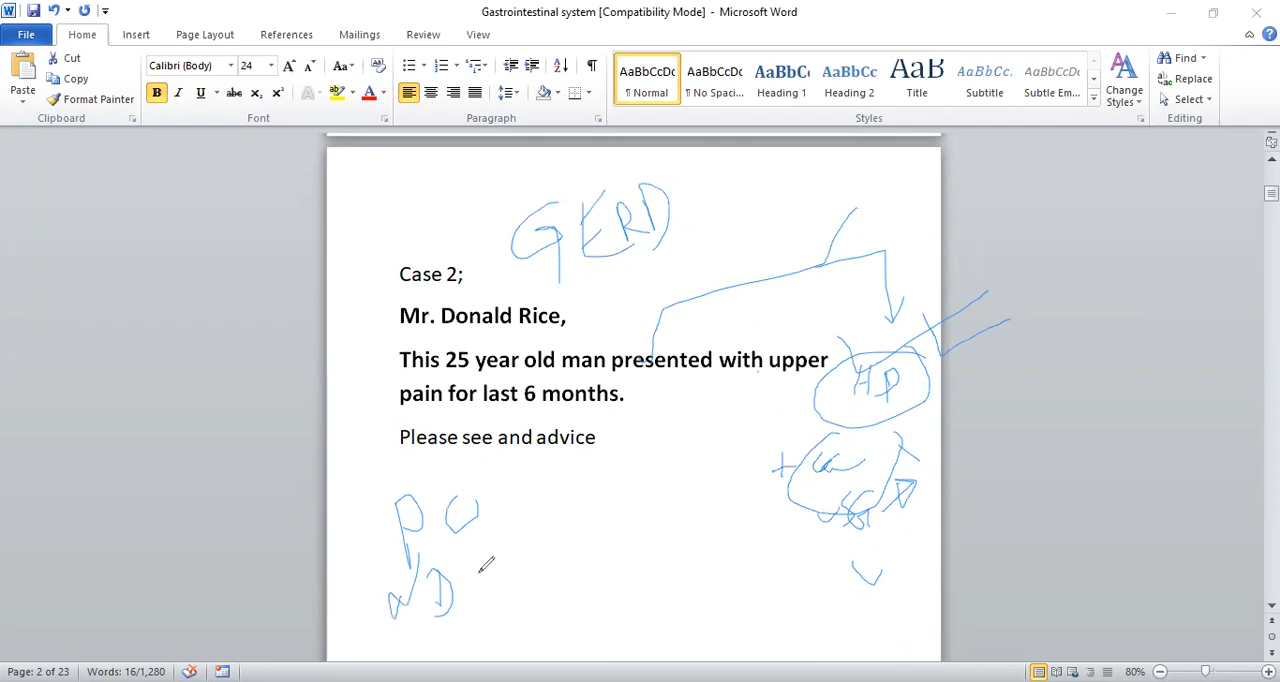 Gastrointestinal system [Compatibility Mode] - Microsoft Word
File Home Insert Page Layout References Mailings Review View
Paste
Cut
Copy
Format Painter
Clipboard
Calibri (Body) 24
Font
Paragraph
AaBbCcDc AaBbCcDc AaBbCc AaBbCc AaB AaBbCc. AaBbCcDc
¶ Normal ¶ No Spaci... Heading 1 Heading 2 Title Subtitle Subtle Em...
Styles
Change Styles
Find
Replace
Select
Editing
GERD
Case 2;
Mr. Donald Rice,
This 25 year old man presented with upper
pain for last 6 months.
HP
Please see and advice
PU
D
Page: 2 of 23 Words: 16/1,280 80%